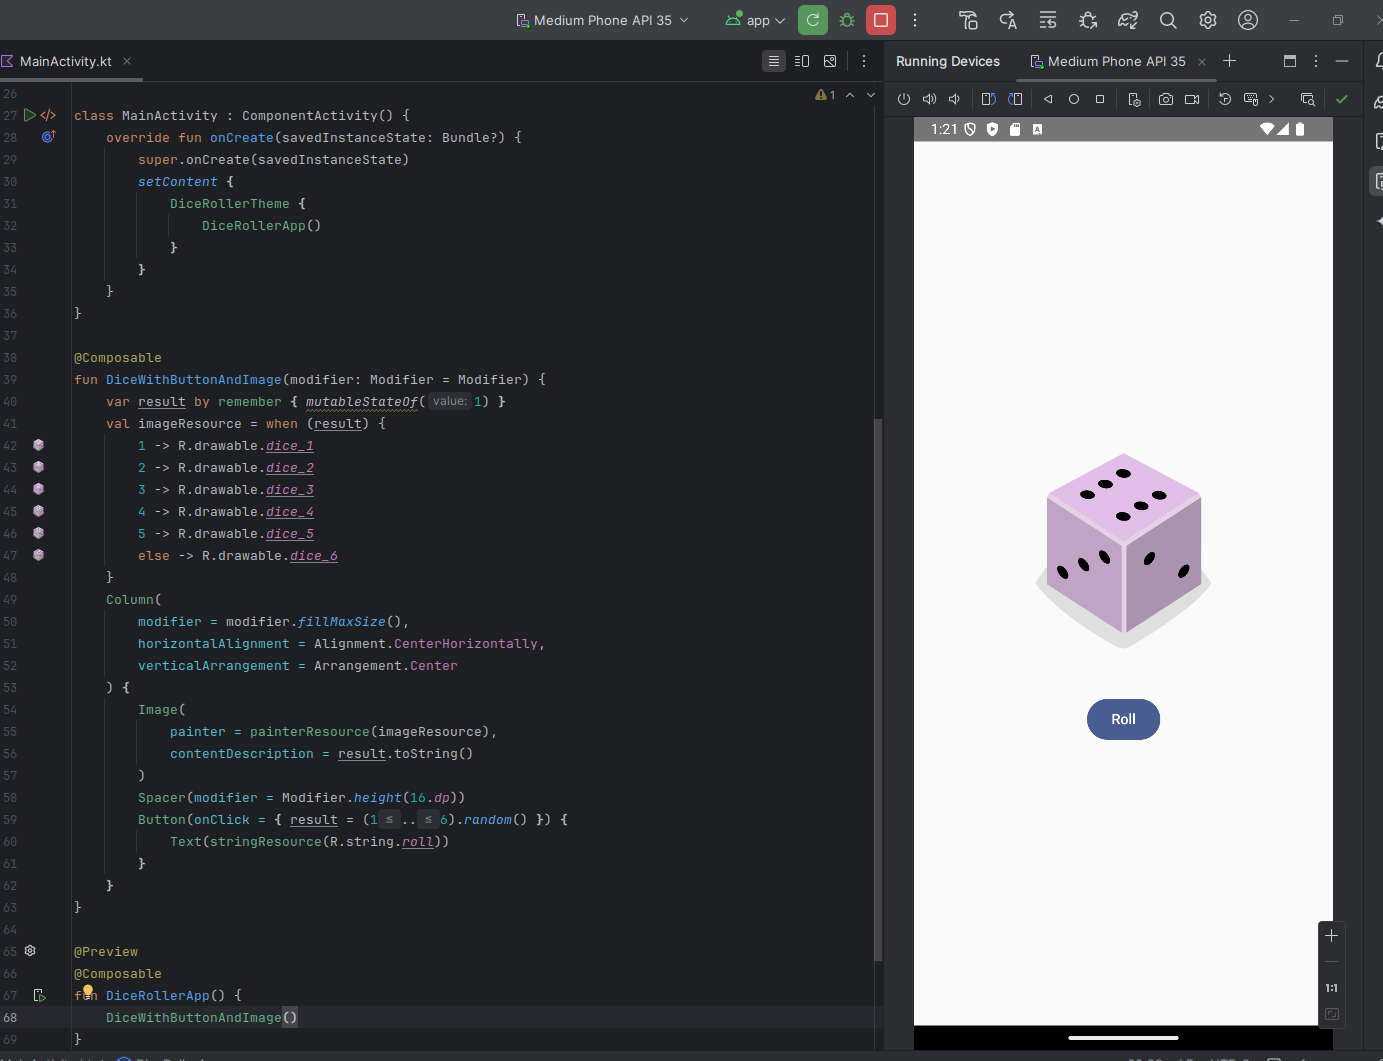 Medium Phone API 35
app
MainActivity.kt
Running Devices
Medium Phone API 35
1
1:21
A
26
27 class MainActivity : ComponentActivity() {
28 override fun onCreate(savedInstanceState: Bundle?) {
29 super.onCreate(savedInstanceState)
30 setContent {
31 DiceRollerTheme {
32 DiceRollerApp()
33 }
34 }
35 }
36 }
37
38 @Composable
39 fun DiceWithButtonAndImage(modifier: Modifier = Modifier) {
40 var result by remember { mutableStateOf( value: 1) }
41 val imageResource = when (result) {
42 1 -> R.drawable.dice_1
43 2 -> R.drawable.dice_2
44 3 -> R.drawable.dice_3
45 4 -> R.drawable.dice_4
46 5 -> R.drawable.dice_5
47 else -> R.drawable.dice_6
48 }
49 Column(
50 modifier = modifier.fillMaxSize(),
51 horizontalAlignment = Alignment.CenterHorizontally,
52 verticalArrangement = Arrangement.Center
53 ) {
54 Image(
55 painter = painterResource(imageResource),
56 contentDescription = result.toString()
57 )
58 Spacer(modifier = Modifier.height(16.dp))
59 Button(onClick = { result = (1 ≤ .. ≤ 6).random() }) {
60 Text(stringResource(R.string.roll))
61 }
62 }
63 }
64
65 @Preview
66 @Composable
67 fun DiceRollerApp() {
68 DiceWithButtonAndImage()
69 }
Roll
1:1